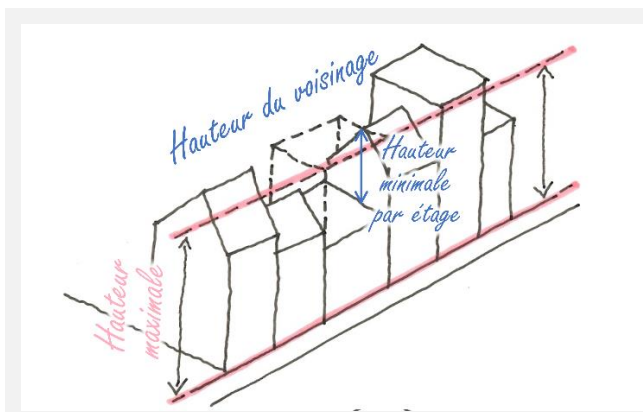 Hauteur du voisinage
Hauteur
minimale
par étage
Hauteur
maximale